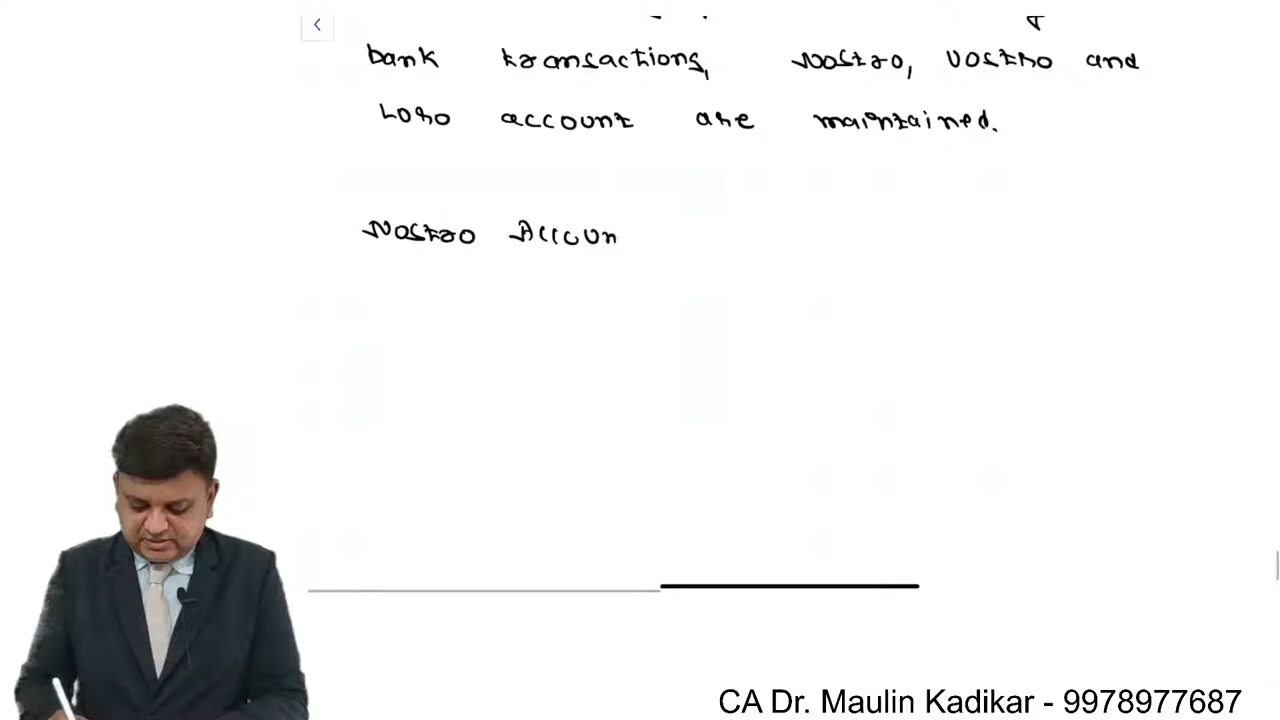 bank transactions, Nostro, Vostro and
Loro account are maintained.
Nostro Accoun
CA Dr. Maulin Kadikar - 9978977687